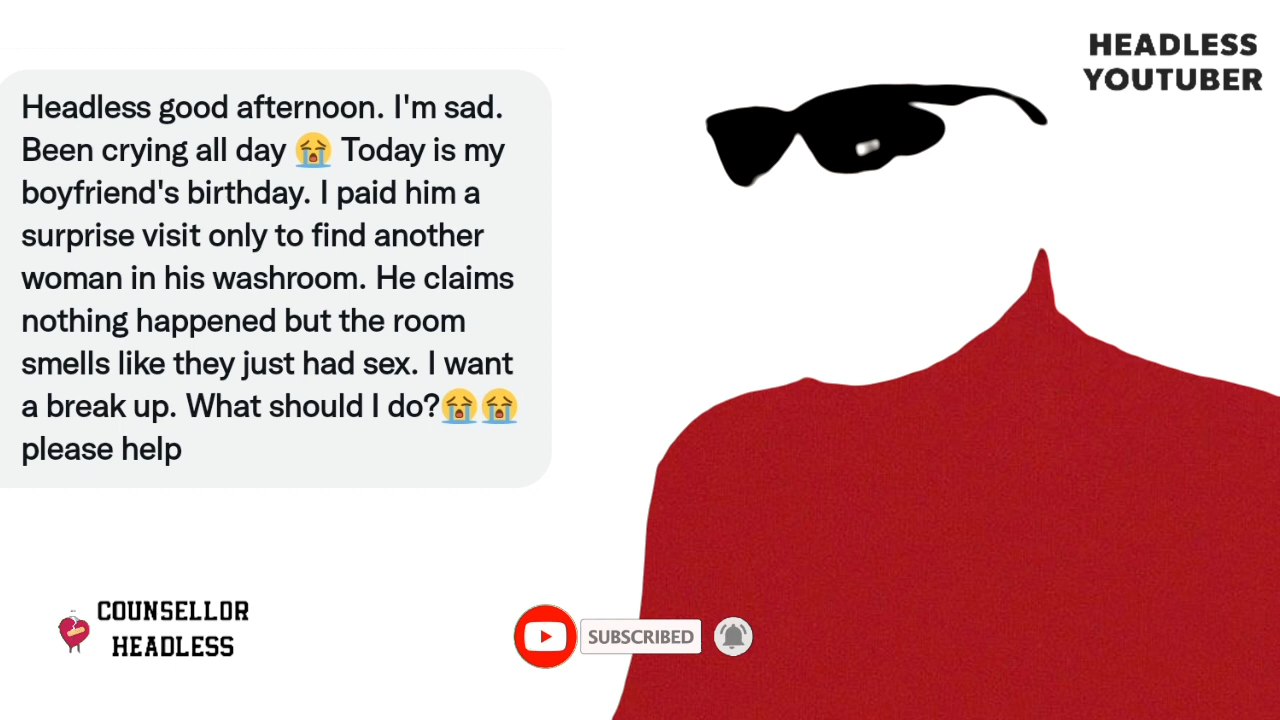 HEADLESS
YOUTUBER
Headless good afternoon. I'm sad.
Been crying all day 😭 Today is my
boyfriend's birthday. I paid him a
surprise visit only to find another
woman in his washroom. He claims
nothing happened but the room
smells like they just had sex. I want
a break up. What should I do?😭😭
please help
COUNSELLOR
HEADLESS
SUBSCRIBED